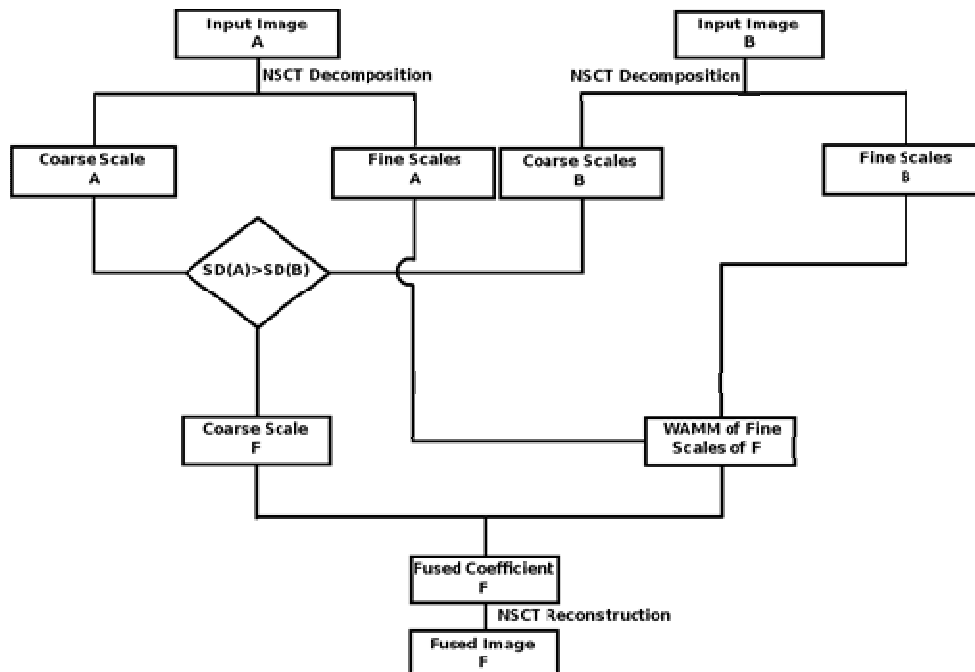 Input Image
A
Input Image
B
NSCT Decomposition
NSCT Decomposition
Coarse Scale
A
Fine Scales
A
Coarse Scales
B
Fine Scales
B
SD(A)>SD(B)
Coarse Scale
F
WAMM of Fine
Scales of F
Fused Coefficient
F
NSCT Reconstruction
Fused Image
F